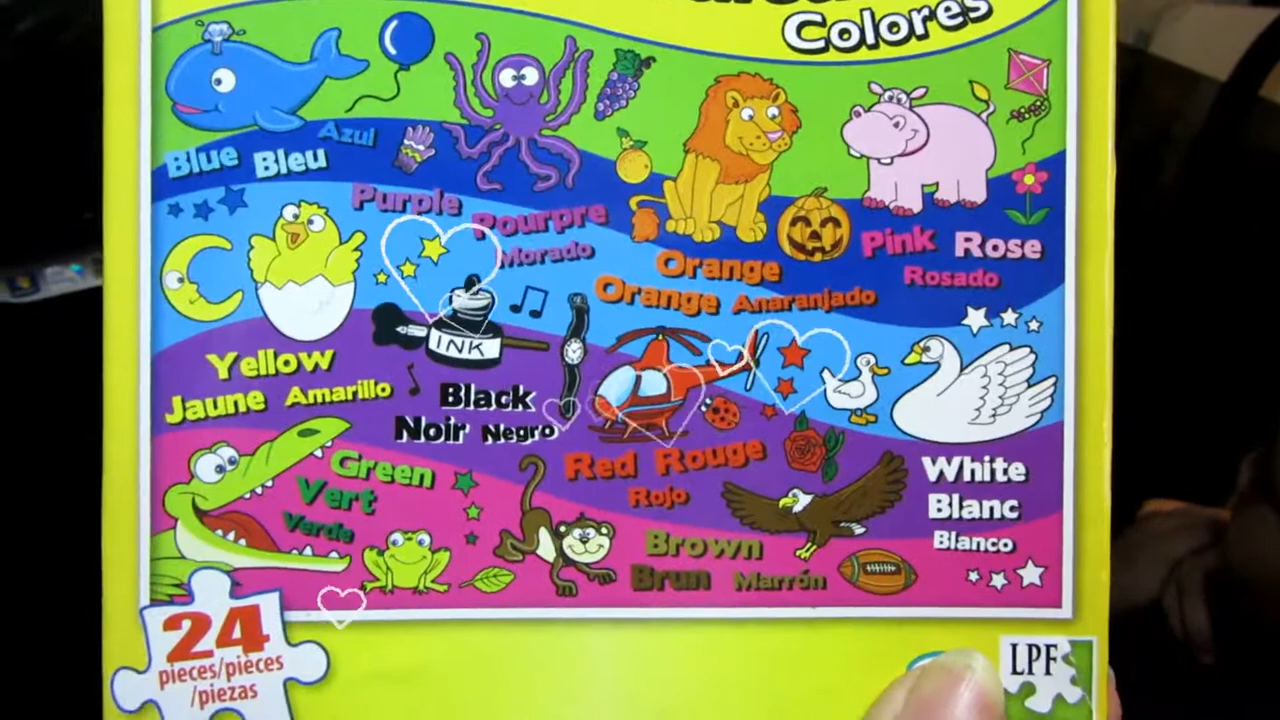 Colores
Azul
Blue Bleu
Purple Pourpre
Morado
Orange
Orange Anaranjado
Pink Rose
Rosado
INK
Yellow
Jaune Amarillo
Black
Noir Negro
Green
Vert
Verde
Red Rouge
Rojo
White
Blanc
Blanco
Brown
Brun Marrón
24
pieces/pièces
/piezas
LPF